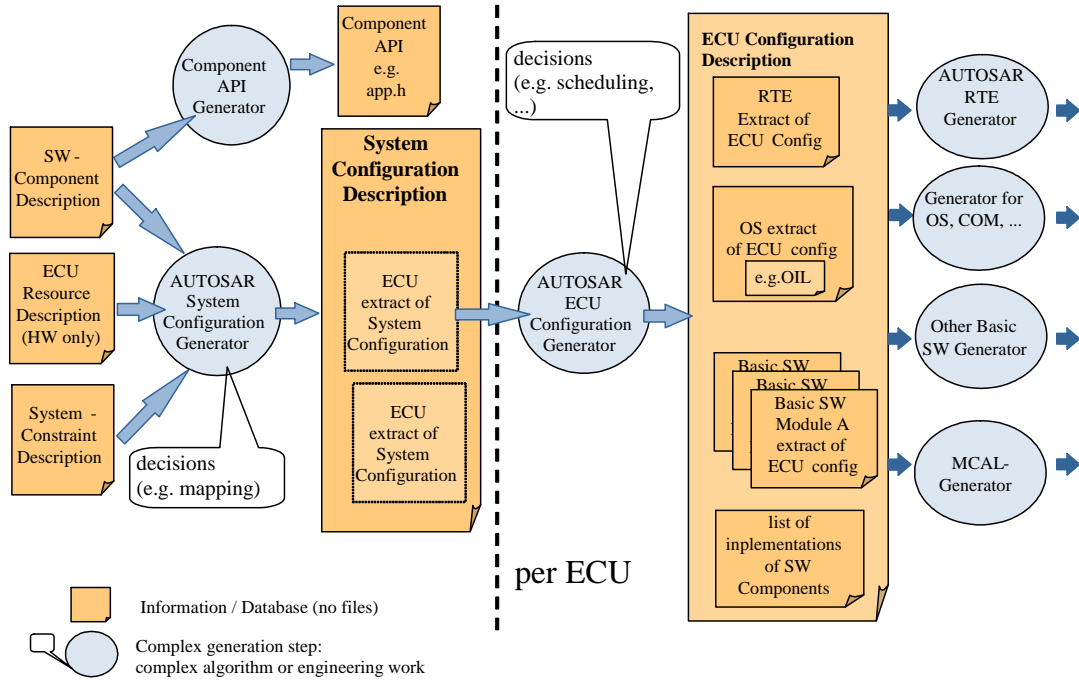 Component
API
Generator
Component
API
e.g.
app.h
SW -
Component
Description
ECU
Resource
Description
(HW only)
System -
Constraint
Description
AUTOSAR
System
Configuration
Generator
decisions
(e.g. mapping)
System
Configuration
Description
ECU
extract of
System
Configuration
ECU
extract of
System
Configuration
decisions
(e.g. scheduling,
...)
AUTOSAR
ECU
Configuration
Generator
per ECU
ECU Configuration
Description
RTE
Extract of
ECU Config
OS extract
of ECU config
e.g.OIL
Basic SW
Basic SW
Basic SW
Module A
extract of
ECU config
list of
inplementations
of SW
Components
AUTOSAR
RTE
Generator
Generator for
OS, COM, ...
Other Basic
SW Generator
MCAL-
Generator
Information / Database (no files)
Complex generation step:
complex algorithm or engineering work